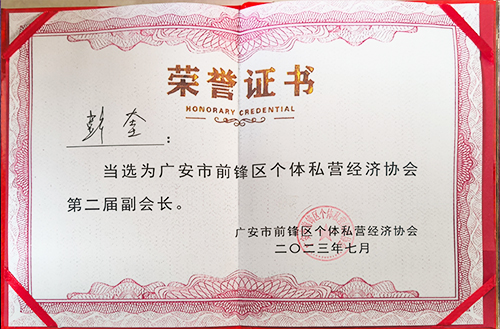 荣誉证书
HONORARY CREDENTIAL
彭奎：
当选为广安市前锋区个体私营经济协会
第二届副会长。
广安市前锋区个体私营经济协会
二〇二三年七月